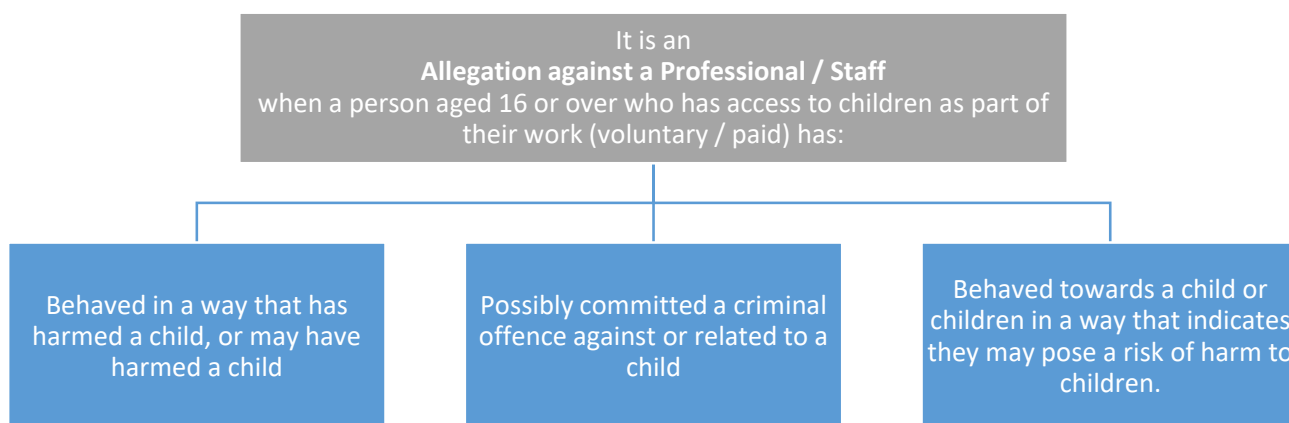 It is an
Allegation against a Professional / Staff
when a person aged 16 or over who has access to children as part of
their work (voluntary / paid) has:
Behaved in a way that has
harmed a child, or may have
harmed a child
Possibly committed a criminal
offence against or related to a
child
Behaved towards a child or
children in a way that indicates
they may pose a risk of harm to
children.